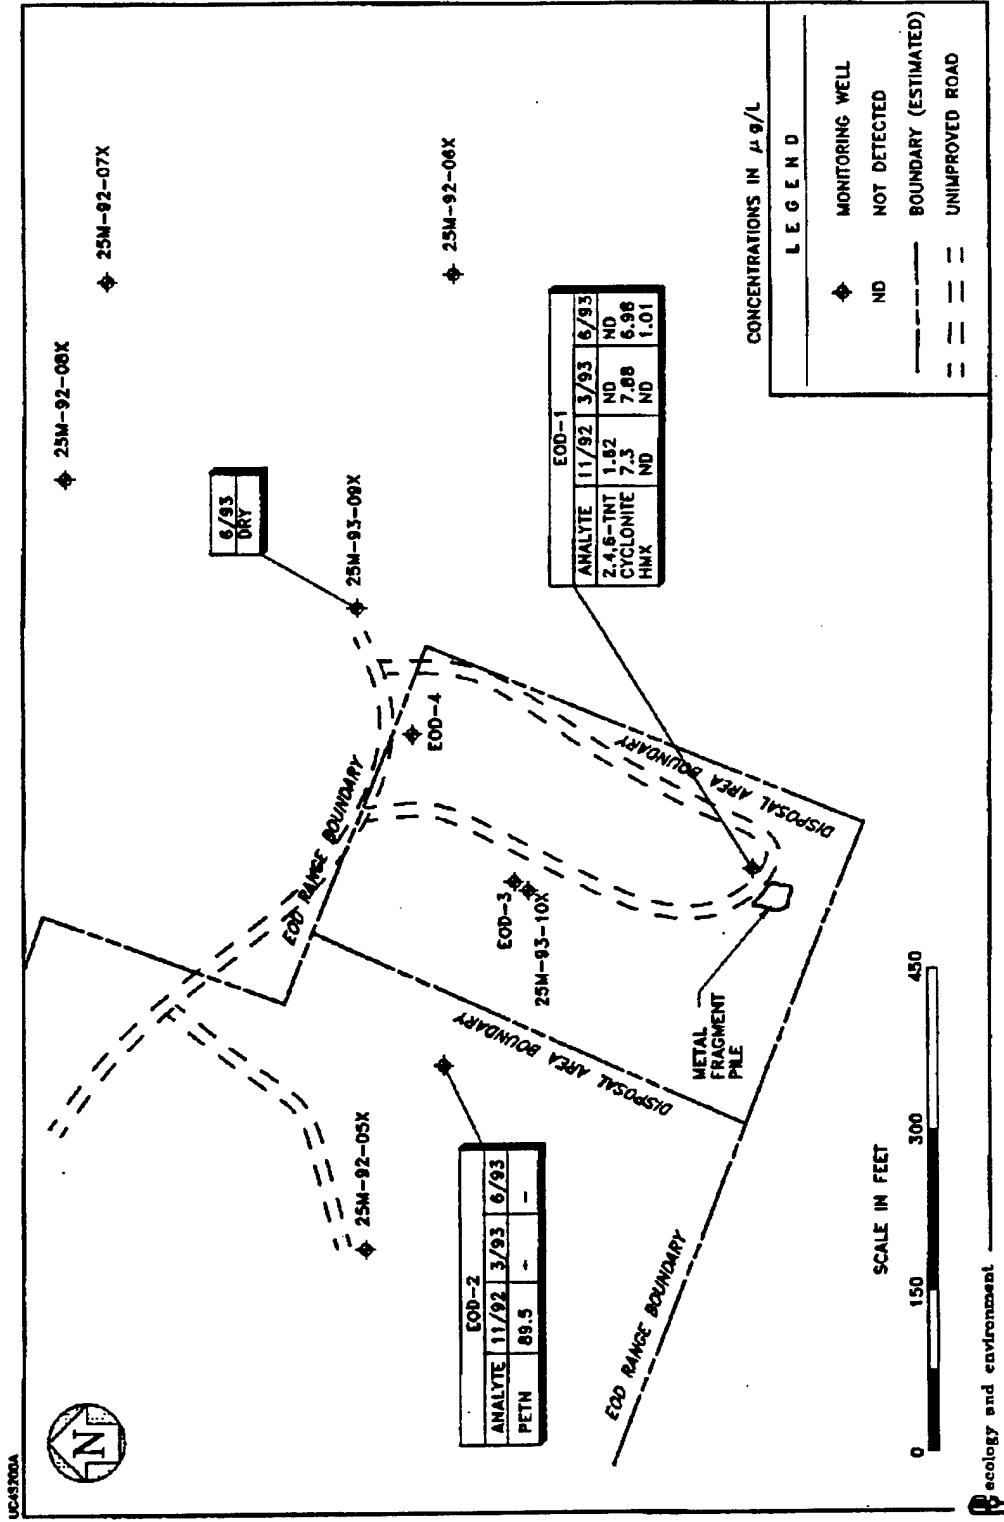 UC4S200A
N
25M-92-08X
25M-92-07X
6/93
DRY
25M-93-09X
25M-92-06X
25M-92-05X
EOD RANGE BOUNDARY
EOD-4
EOD-3
25M-93-10X
DISPOSAL AREA BOUNDARY
DISPOSAL AREA BOUNDARY
EOD-2
ANALYTE 11/92 3/93 6/93
PETN 89.5 - -
EOD-1
ANALYTE 11/92 3/93 6/93
2,4,6-TNT 1.62 ND ND
CYCLONITE 7.3 7.88 6.98
HMX ND ND 1.01
METAL
FRAGMENT
PILE
EOD RANGE BOUNDARY
CONCENTRATIONS IN μg/L
LEGEND
MONITORING WELL
ND NOT DETECTED
BOUNDARY (ESTIMATED)
UNIMPROVED ROAD
SCALE IN FEET
0 150 300 450
ecology and environment